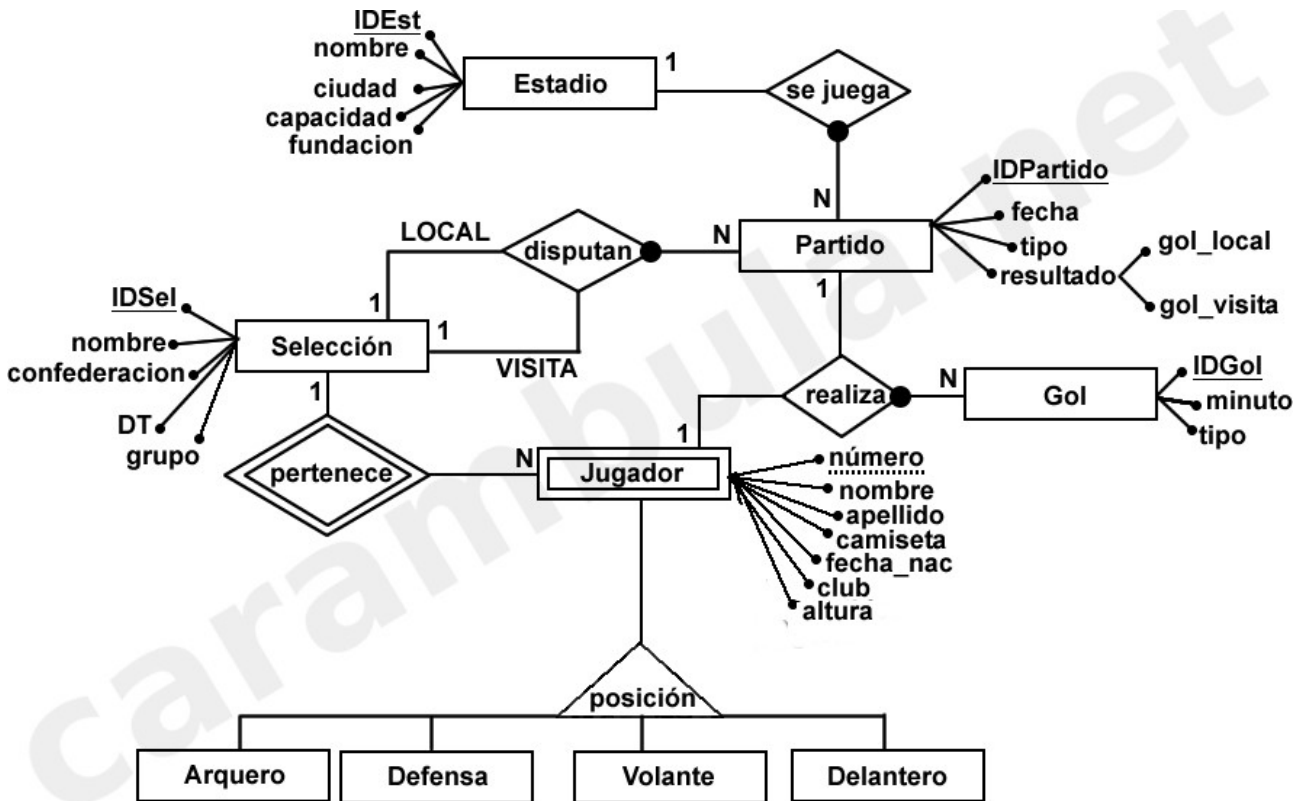 IDEst
nombre
ciudad
capacidad
fundacion
Estadio
1
se juega
N
IDPartido
fecha
tipo
resultado
gol_local
gol_visita
Partido
N
disputan
LOCAL
1
1
VISITA
IDSel
nombre
confederacion
DT
grupo
Selección
1
pertenece
N
Jugador
1
realiza
1
N
Gol
IDGol
minuto
tipo
número
nombre
apellido
camiseta
fecha_nac
club
altura
posición
Arquero
Defensa
Volante
Delantero
carambula.net